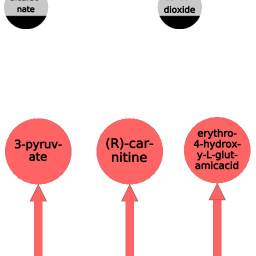 nate
dioxide
3-pyruv-
ate
(R)-car-
nitine
erythro-
4-hydrox-
y-L-glut-
amicacid